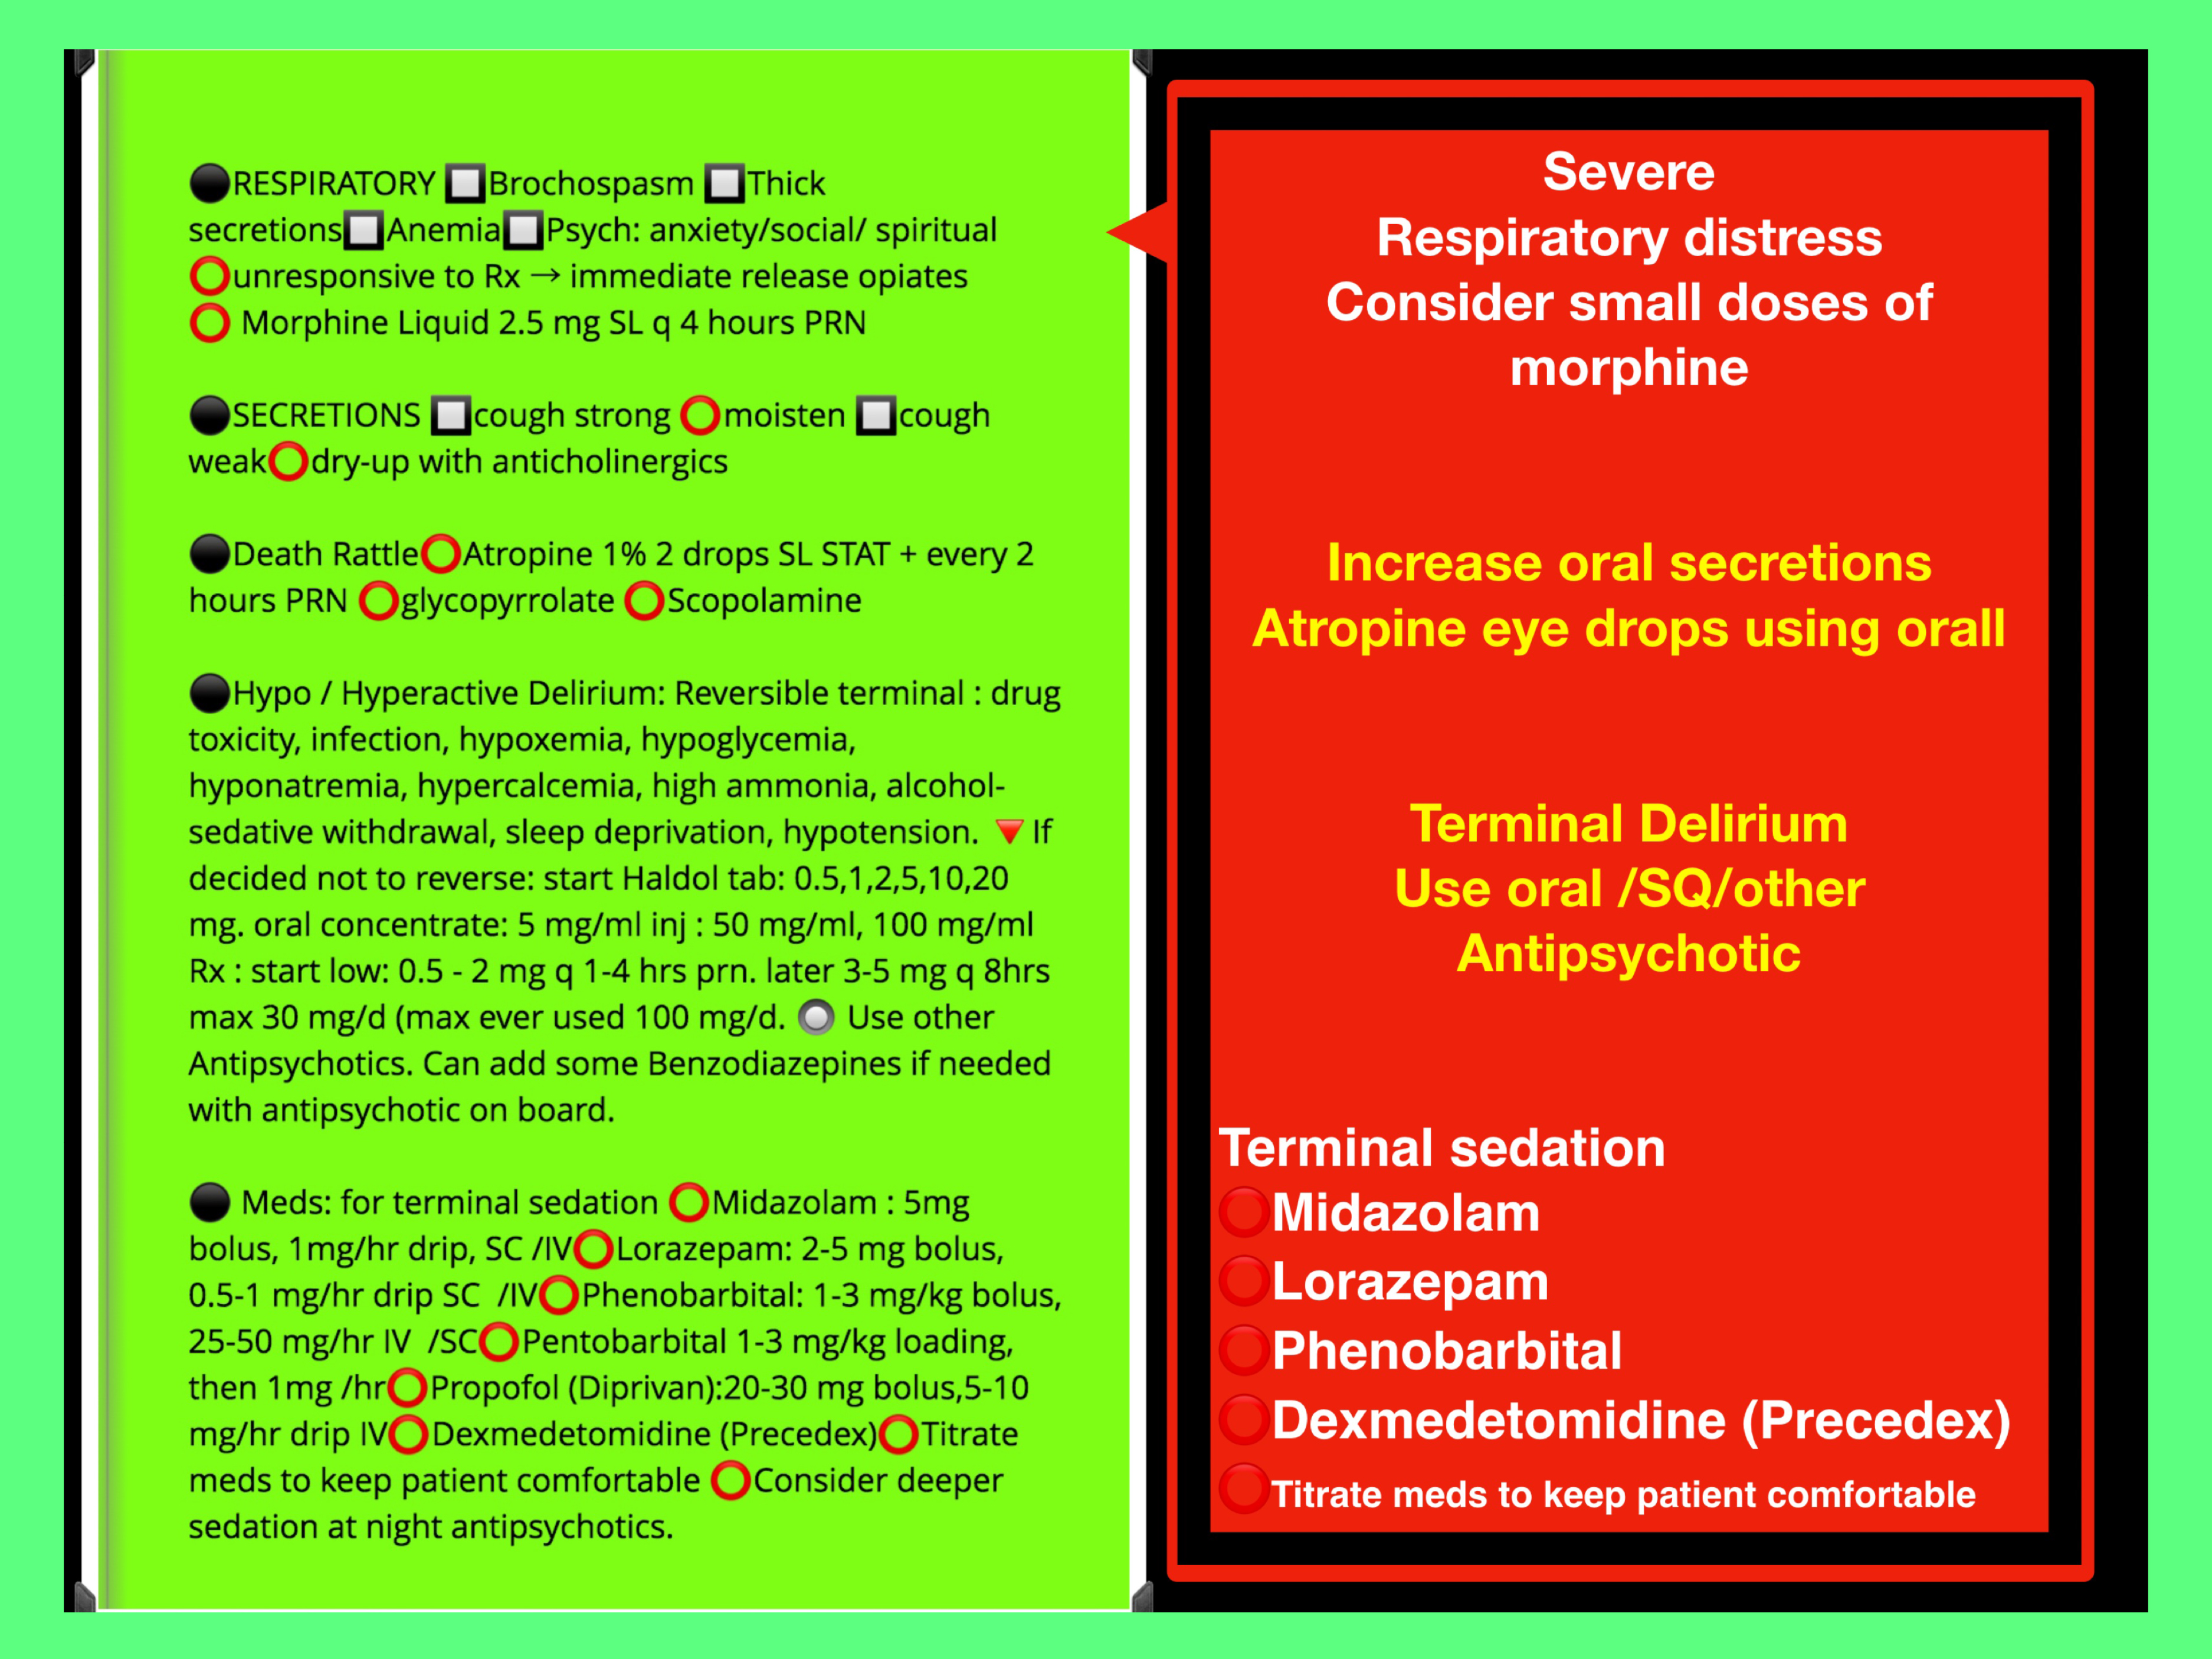 ⚫RESPIRATORY 🔲Brochospasm 🔲Thick
secretions🔲Anemia🔲Psych: anxiety/social/ spiritual
⭕unresponsive to Rx → immediate release opiates
⭕ Morphine Liquid 2.5 mg SL q 4 hours PRN
⚫SECRETIONS 🔲cough strong ⭕moisten 🔲cough
weak⭕dry-up with anticholinergics
⚫Death Rattle⭕Atropine 1% 2 drops SL STAT + every 2
hours PRN ⭕glycopyrrolate ⭕Scopolamine
⚫Hypo / Hyperactive Delirium: Reversible terminal : drug
toxicity, infection, hypoxemia, hypoglycemia,
hyponatremia, hypercalcemia, high ammonia, alcohol-
sedative withdrawal, sleep deprivation, hypotension. 🔻If
decided not to reverse: start Haldol tab: 0.5,1,2,5,10,20
mg. oral concentrate: 5 mg/ml inj : 50 mg/ml, 100 mg/ml
Rx : start low: 0.5 - 2 mg q 1-4 hrs prn. later 3-5 mg q 8hrs
max 30 mg/d (max ever used 100 mg/d. 🔘 Use other
Antipsychotics. Can add some Benzodiazepines if needed
with antipsychotic on board.
⚫ Meds: for terminal sedation ⭕Midazolam : 5mg
bolus, 1mg/hr drip, SC /IV⭕Lorazepam: 2-5 mg bolus,
0.5-1 mg/hr drip SC /IV⭕Phenobarbital: 1-3 mg/kg bolus,
25-50 mg/hr IV /SC⭕Pentobarbital 1-3 mg/kg loading,
then 1mg /hr⭕Propofol (Diprivan):20-30 mg bolus,5-10
mg/hr drip IV⭕Dexmedetomidine (Precedex)⭕Titrate
meds to keep patient comfortable ⭕Consider deeper
sedation at night antipsychotics.
Severe
Respiratory distress
Consider small doses of
morphine
Increase oral secretions
Atropine eye drops using orall
Terminal Delirium
Use oral /SQ/other
Antipsychotic
Terminal sedation
⭕Midazolam
⭕Lorazepam
⭕Phenobarbital
⭕Dexmedetomidine (Precedex)
⭕Titrate meds to keep patient comfortable